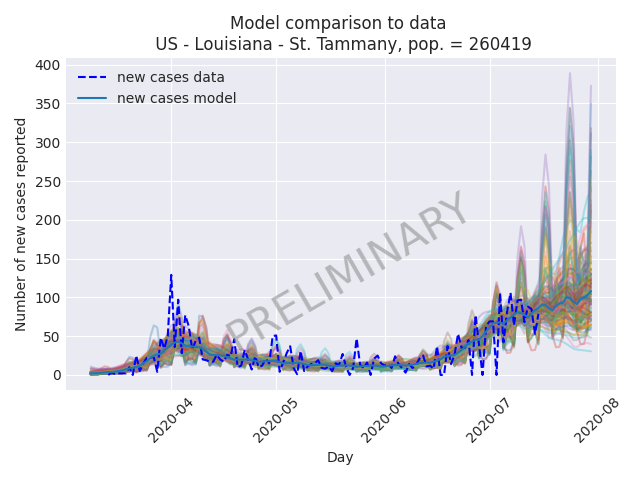 Model comparison to data
US - Louisiana - St. Tammany, pop. = 260419
new cases data
new cases model
Number of new cases reported
400
350
300
250
200
150
100
50
0
PRELIMINARY
2020-04
2020-05
2020-06
2020-07
2020-08
Day